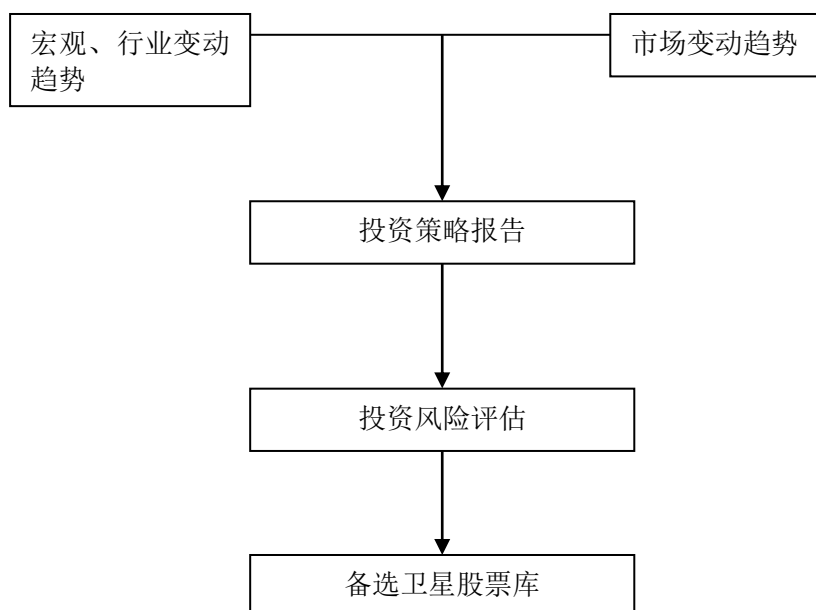 宏观、行业变动
趋势
市场变动趋势
投资策略报告
投资风险评估
备选卫星股票库